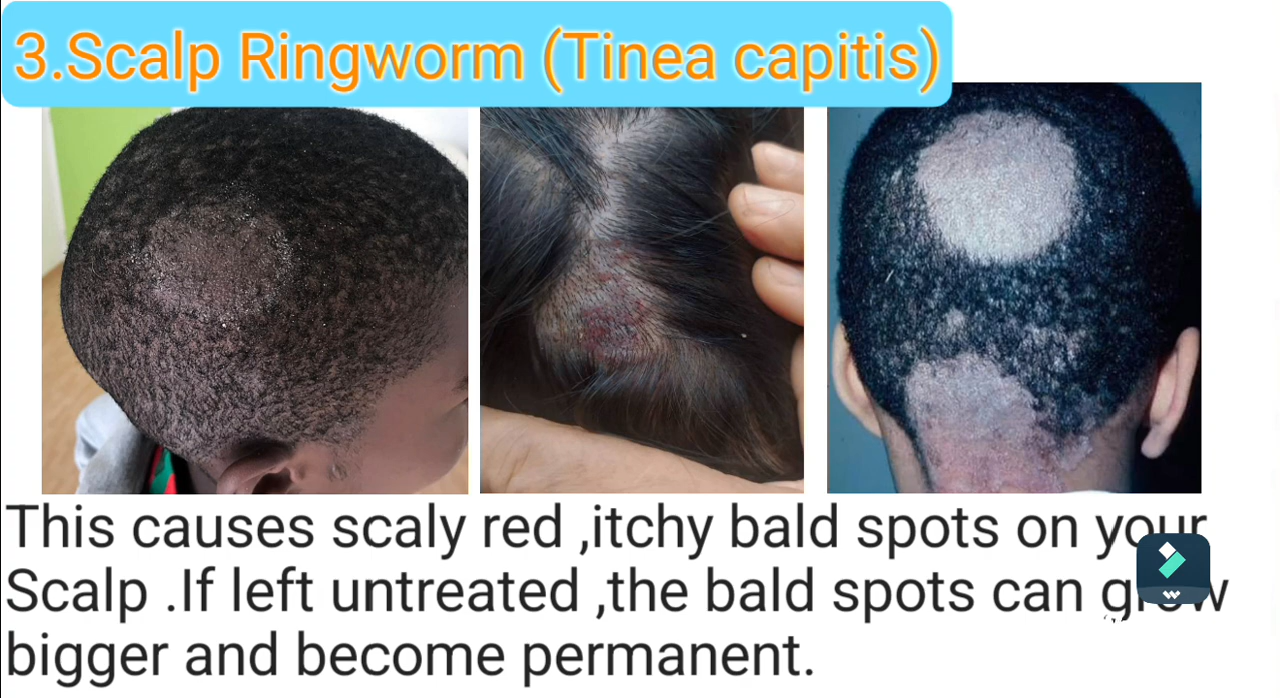 3.Scalp Ringworm (Tinea capitis)
This causes scaly red ,itchy bald spots on your
Scalp .If left untreated ,the bald spots can grow
bigger and become permanent.